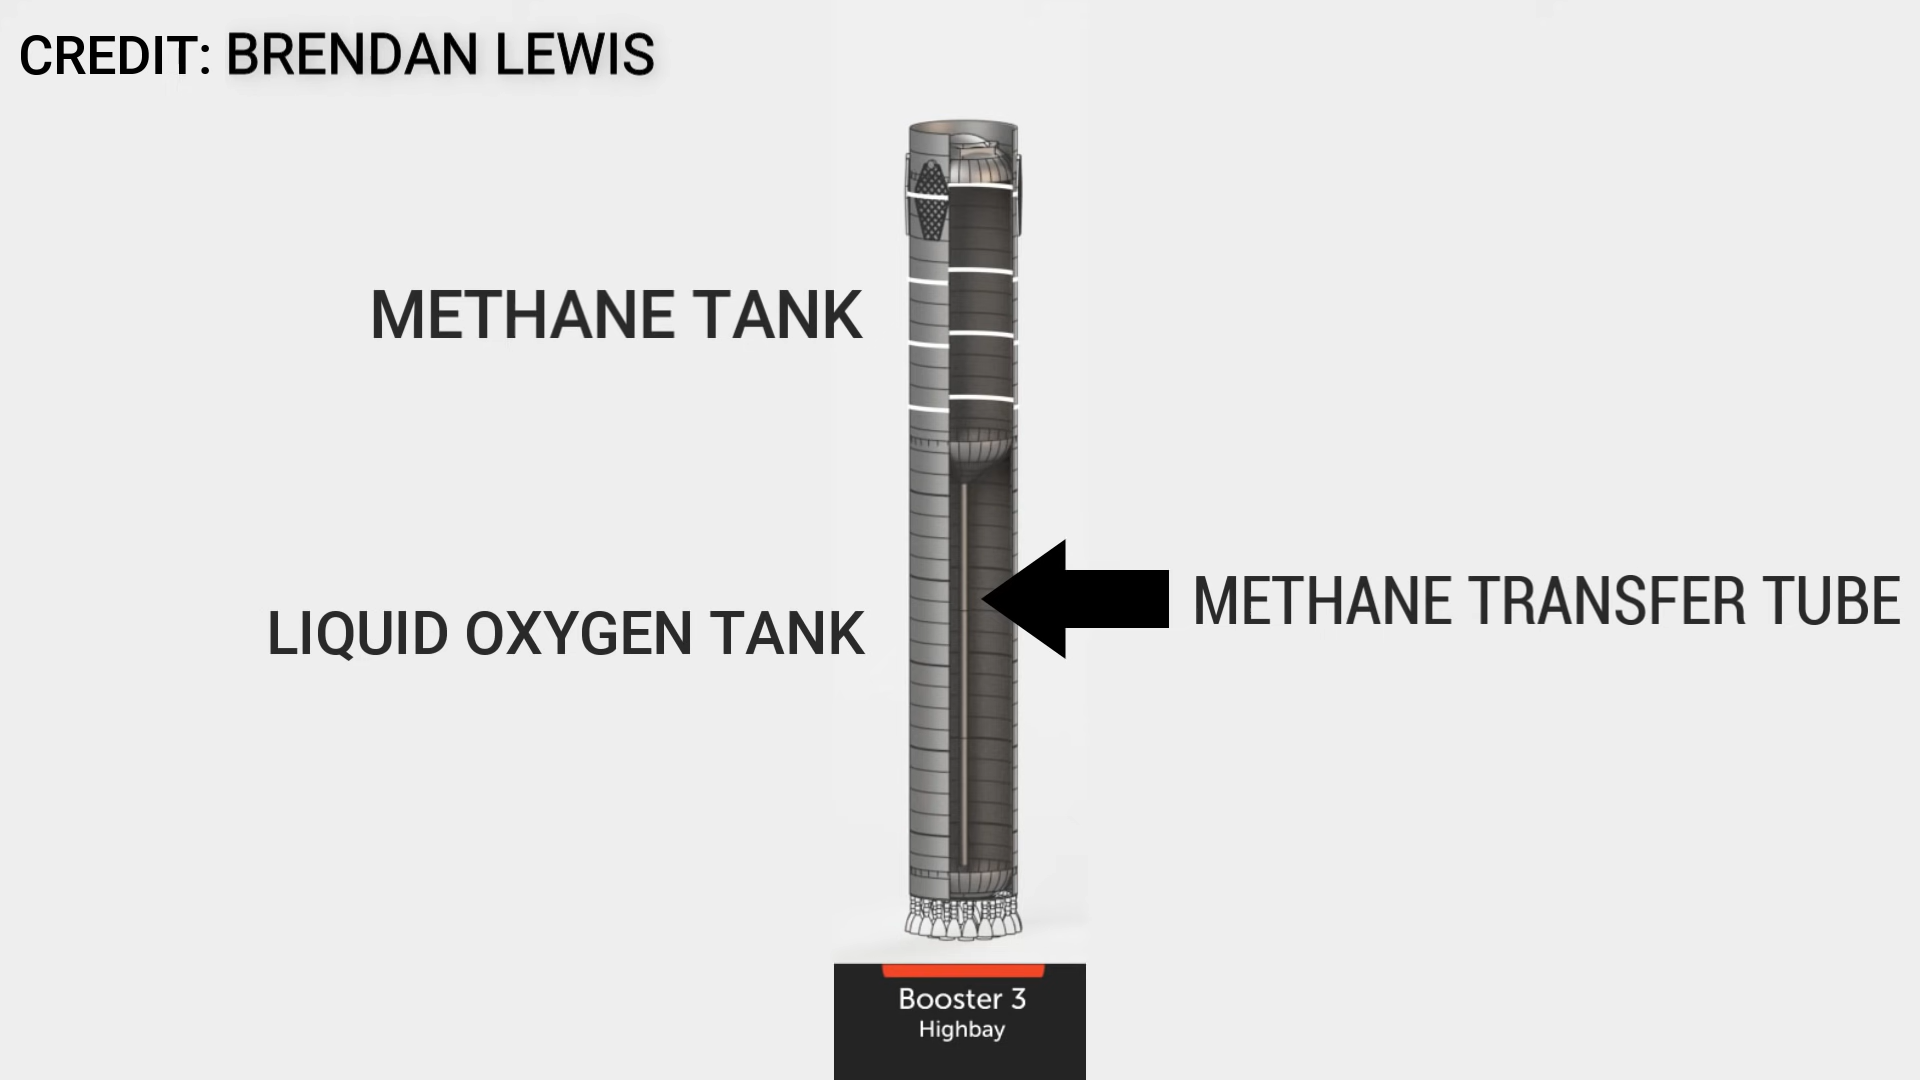 CREDIT: BRENDAN LEWIS
METHANE TANK
METHANE TRANSFER TUBE
LIQUID OXYGEN TANK
Booster 3
Highbay